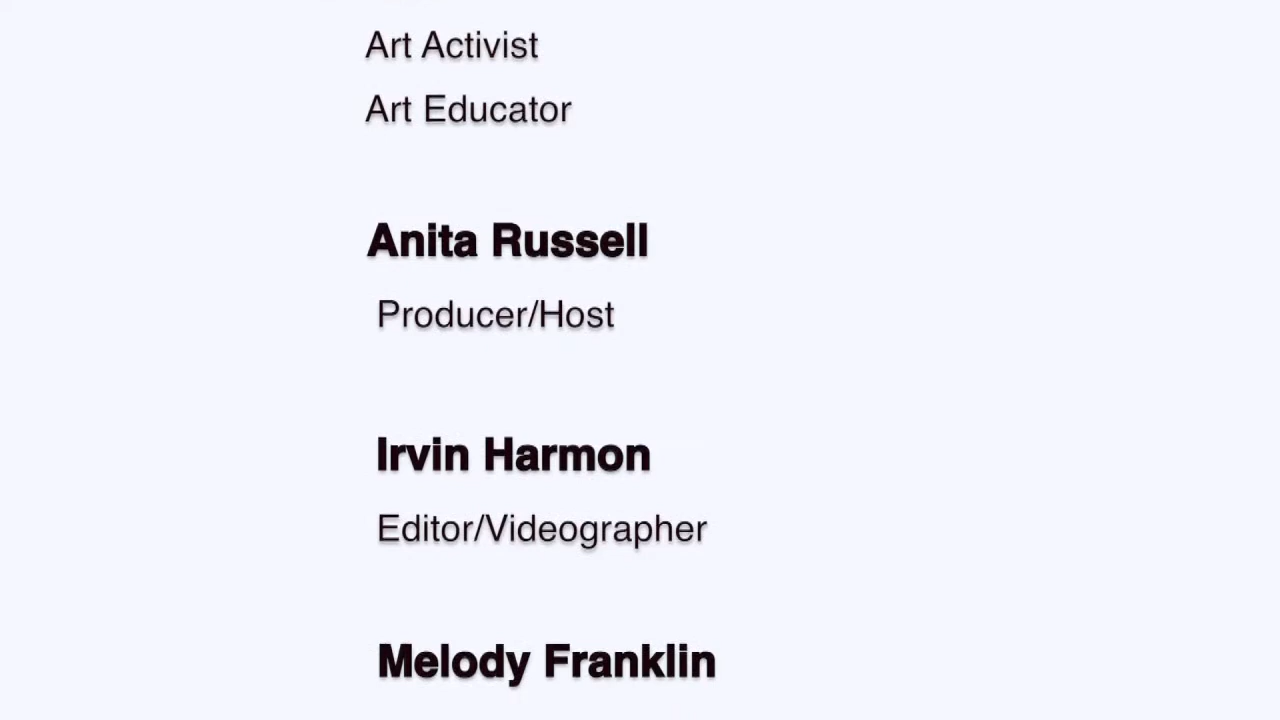 Art Activist
Art Educator
Anita Russell
Producer/Host
Irvin Harmon
Editor/Videographer
Melody Franklin